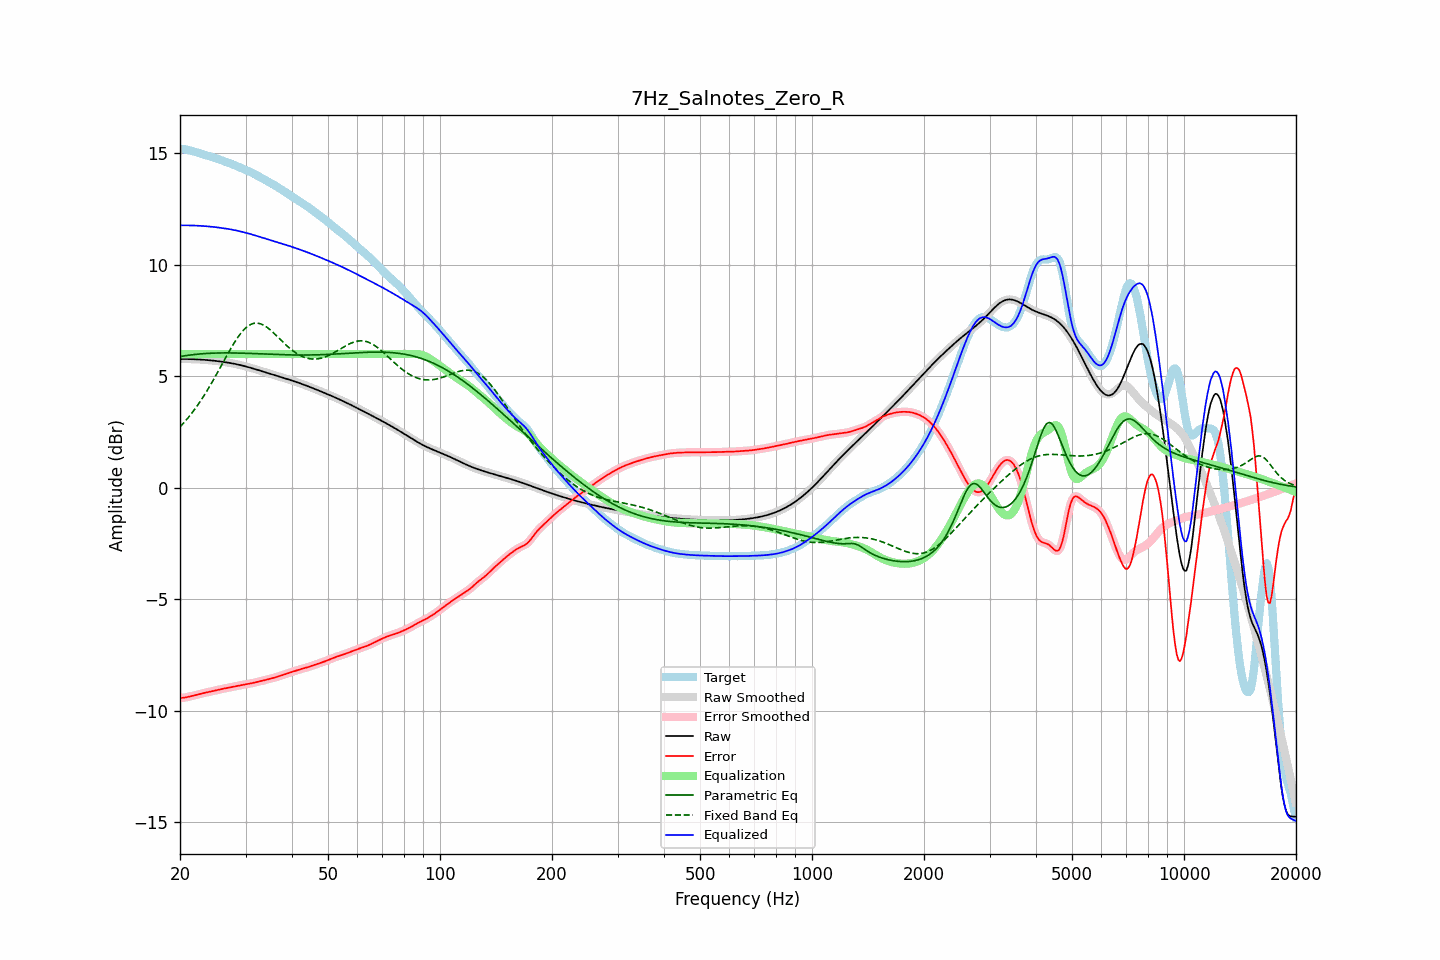 7Hz_Salnotes_Zero_R
Amplitude (dBr)
15
10
5
0
−5
−10
−15
Target
Raw Smoothed
Error Smoothed
Raw
Error
Equalization
Parametric Eq
Fixed Band Eq
Equalized
20 50 100 200 500 1000 2000 5000 10000 20000
Frequency (Hz)